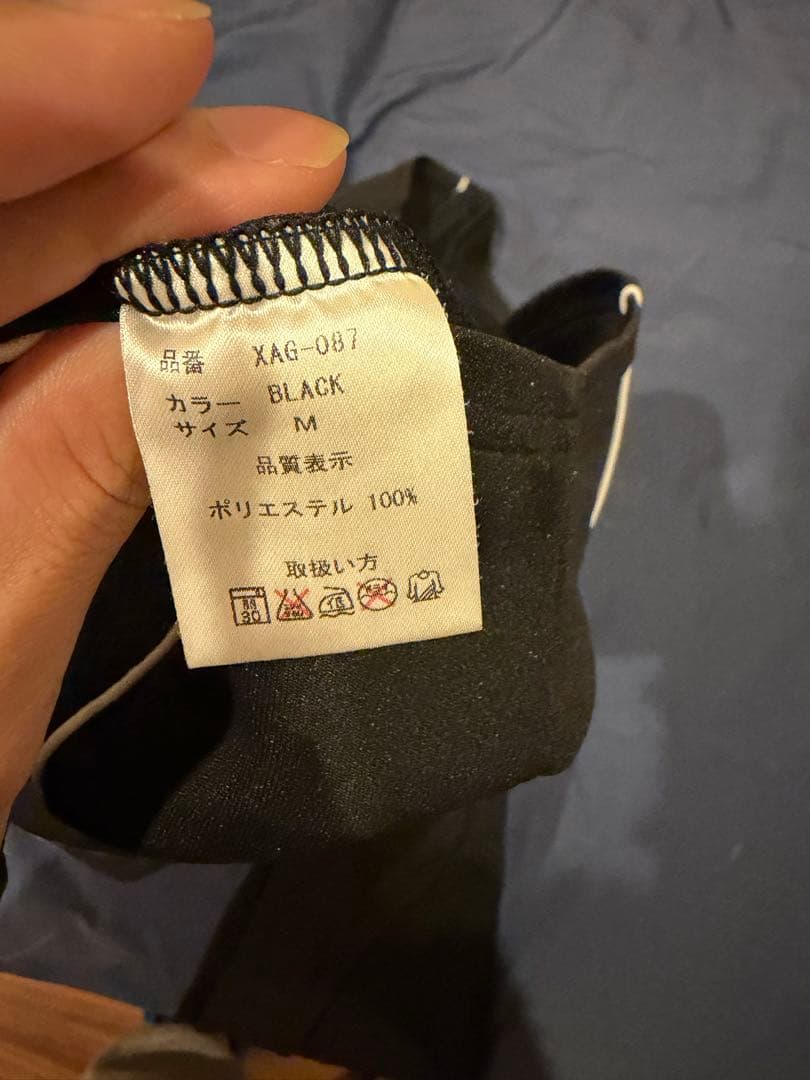 品番 XAG-087
カラー BLACK
サイズ M
品質表示
ポリエステル 100%
取扱い方
30